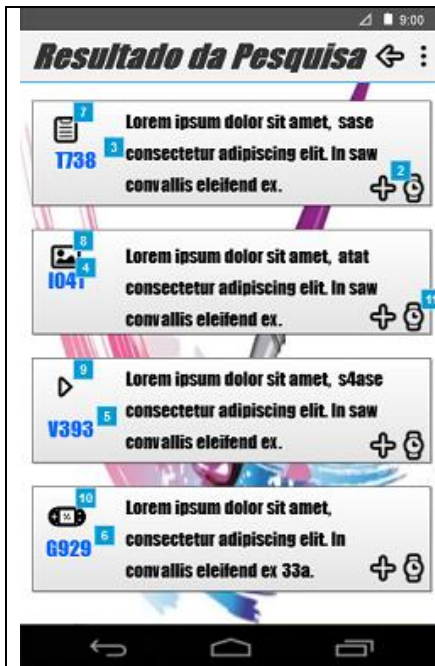 9:00
Resultado da Pesquisa
7
Lorem ipsum dolor sit amet, sase
T738 3 consectetur adipiscing elit. In saw
2
convallis eleifend ex.
8
Lorem ipsum dolor sit amet, atat
4
I041 consectetur adipiscing elit. In saw
11
convallis eleifend ex.
9
Lorem ipsum dolor sit amet, s4ase
V393 5 consectetur adipiscing elit. In saw
convallis eleifend ex.
10
Lorem ipsum dolor sit amet,
G929 6 consectetur adipiscing elit. In
convallis eleifend ex 33a.